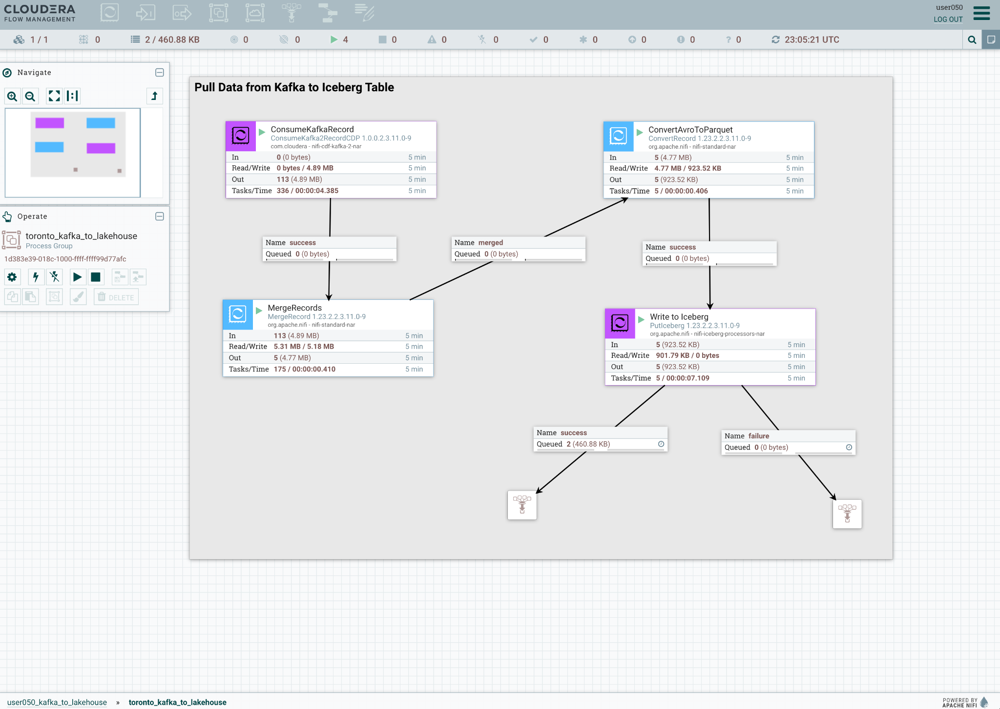 CLOUDERA
FLOW MANAGEMENT
user050
LOG OUT
1 / 1
0
2 / 460.88 KB
0
0
4
0
0
0
0
0
0
0
? 0
23:05:21 UTC
Navigate
Operate
toronto_kafka_to_lakehouse
Process Group
1d383e39-018c-1000-ffff-ffff99d77afc
DELETE
Pull Data from Kafka to Iceberg Table
ConsumeKafkaRecord
ConsumeKafka2RecordCDP 1.0.0.2.3.11.0-9
com.cloudera - nifi-cdf-kafka-2-nar
In 0 (0 bytes) 5 min
Read/Write 0 bytes / 4.89 MB 5 min
Out 113 (4.89 MB) 5 min
Tasks/Time 336 / 00:00:04.385 5 min
ConvertAvroToParquet
ConvertRecord 1.23.2.2.3.11.0-9
org.apache.nifi - nifi-standard-nar
In 5 (4.77 MB) 5 min
Read/Write 4.77 MB / 923.52 KB 5 min
Out 5 (923.52 KB) 5 min
Tasks/Time 5 / 00:00:00.406 5 min
Name success
Queued 0 (0 bytes)
Name merged
Queued 0 (0 bytes)
Name success
Queued 0 (0 bytes)
MergeRecords
MergeRecord 1.23.2.2.3.11.0-9
org.apache.nifi - nifi-standard-nar
In 113 (4.89 MB) 5 min
Read/Write 5.31 MB / 5.18 MB 5 min
Out 5 (4.77 MB) 5 min
Tasks/Time 175 / 00:00:00.410 5 min
Write to Iceberg
PutIceberg 1.23.2.2.3.11.0-9
org.apache.nifi - nifi-iceberg-processors-nar
In 5 (923.52 KB) 5 min
Read/Write 901.79 KB / 0 bytes 5 min
Out 5 (923.52 KB) 5 min
Tasks/Time 5 / 00:00:07.109 5 min
Name success
Queued 2 (460.88 KB)
Name failure
Queued 0 (0 bytes)
user050_kafka_to_lakehouse » toronto_kafka_to_lakehouse
POWERED BY
APACHE NIFI